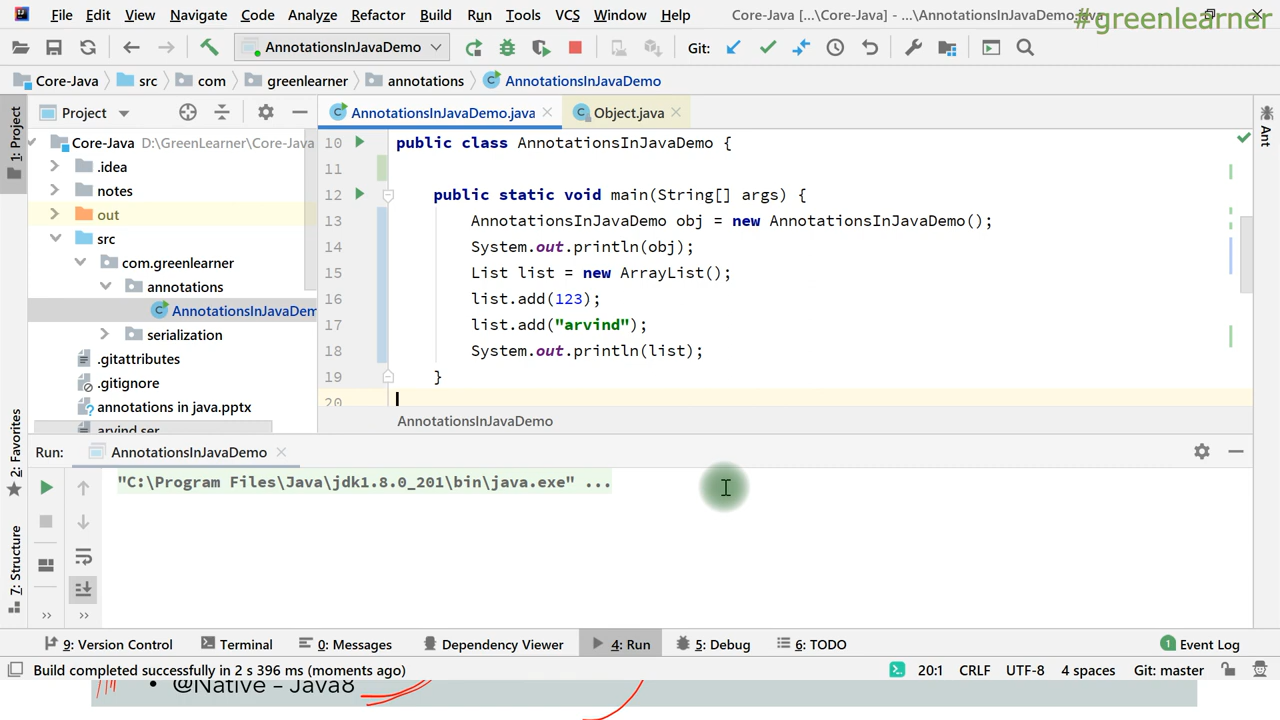 File Edit View Navigate Code Analyze Refactor Build Run Tools VCS Window Help Core-Java [...\Core-Java] - ...\AnnotationsInJavaDemo.java
#greenlearner
AnnotationsInJavaDemo Git:
Core-Java src com greenlearner annotations AnnotationsInJavaDemo
1: Project
Project
AnnotationsInJavaDemo.java Object.java
Ant
Core-Java D:\GreenLearner\Core-Java
.idea
notes
out
src
com.greenlearner
annotations
AnnotationsInJavaDem
serialization
.gitattributes
.gitignore
annotations in java.pptx
arvind.ser
10 public class AnnotationsInJavaDemo {
11
12 public static void main(String[] args) {
13 AnnotationsInJavaDemo obj = new AnnotationsInJavaDemo();
14 System.out.println(obj);
15 List list = new ArrayList();
16 list.add(123);
17 list.add("arvind");
18 System.out.println(list);
19 }
20
AnnotationsInJavaDemo
2: Favorites
7: Structure
Run: AnnotationsInJavaDemo
"C:\Program Files\Java\jdk1.8.0_201\bin\java.exe" ...
9: Version Control Terminal 0: Messages Dependency Viewer 4: Run 5: Debug 6: TODO 1 Event Log
Build completed successfully in 2 s 396 ms (moments ago) 20:1 CRLF UTF-8 4 spaces Git: master
• @Native – Java8